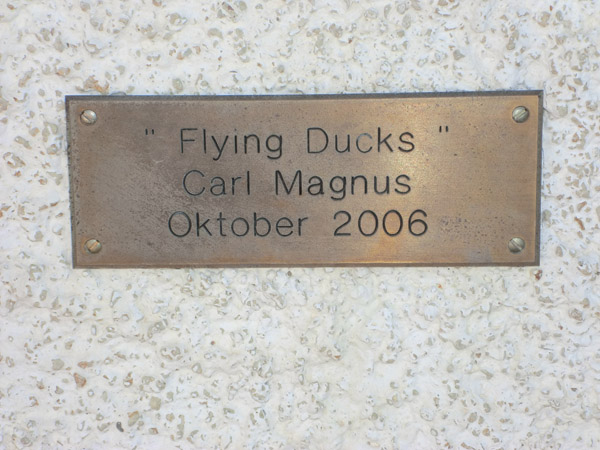 " Flying Ducks "
Carl Magnus
Oktober 2006